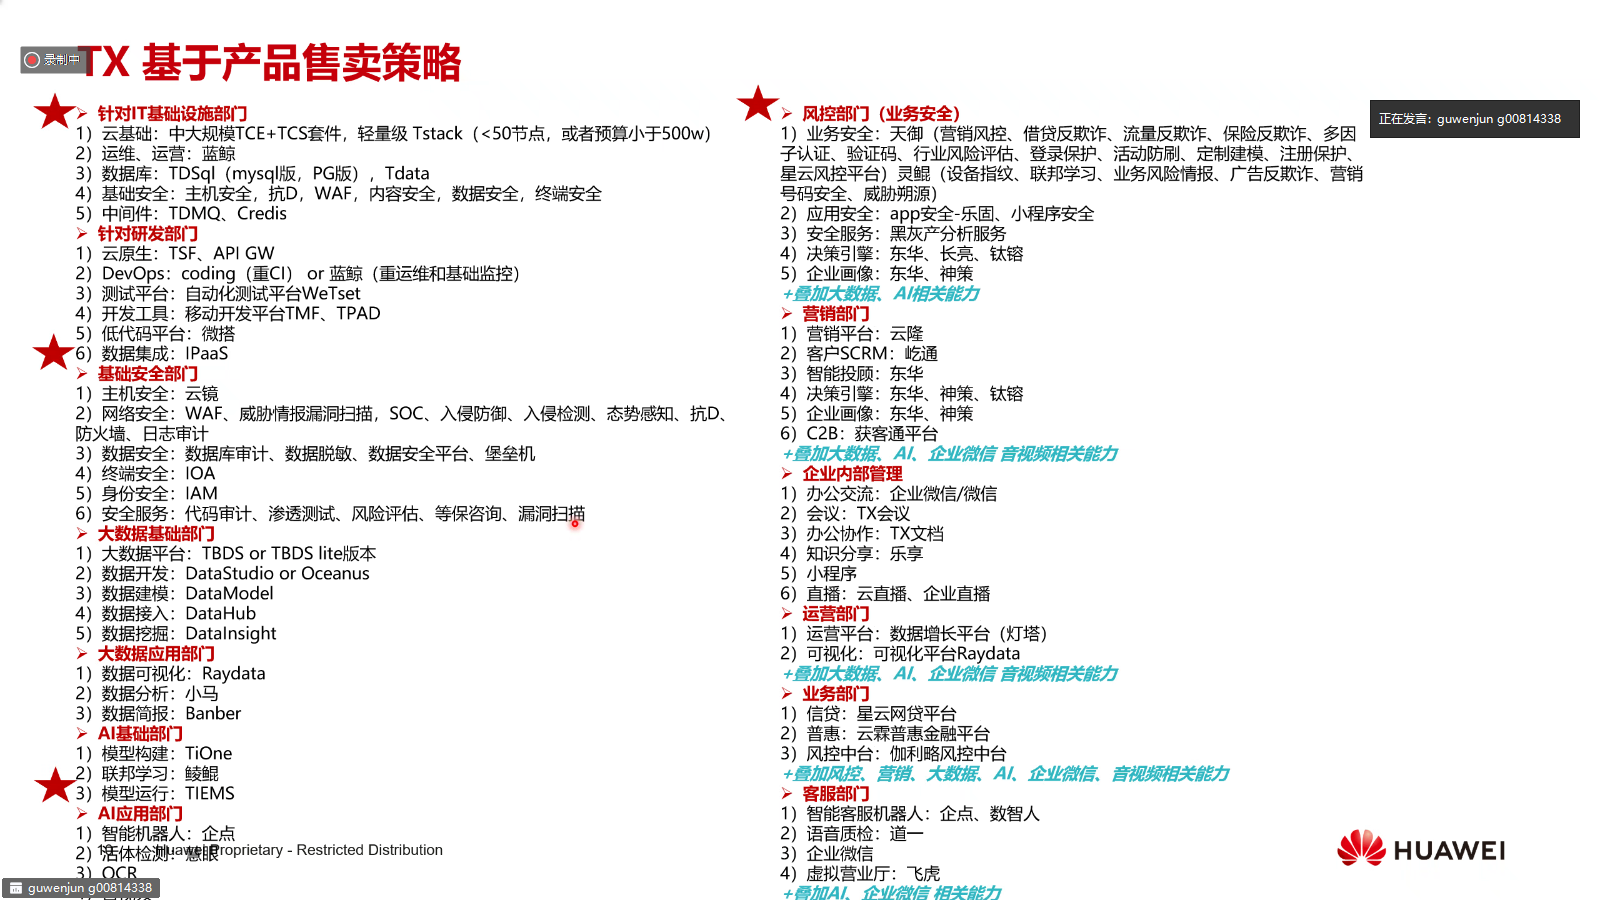 TX 基于产品售卖策略
录制中
针对IT基础设施部门
1）云基础：中大规模TCE+TCS套件，轻量级 Tstack（<50节点，或者预算小于500w）
2）运维、运营：蓝鲸
3）数据库：TDSql（mysql版，PG版），Tdata
4）基础安全：主机安全，抗D，WAF，内容安全，数据安全，终端安全
5）中间件：TDMQ、Credis
针对研发部门
1）云原生：TSF、API GW
2）DevOps：coding（重CI） or 蓝鲸（重运维和基础监控）
3）测试平台：自动化测试平台WeTset
4）开发工具：移动开发平台TMF、TPAD
5）低代码平台：微搭
6）数据集成：IPaaS
基础安全部门
1）主机安全：云镜
2）网络安全：WAF、威胁情报漏洞扫描，SOC、入侵防御、入侵检测、态势感知、抗D、
防火墙、日志审计
3）数据安全：数据库审计、数据脱敏、数据安全平台、堡垒机
4）终端安全：IOA
5）身份安全：IAM
6）安全服务：代码审计、渗透测试、风险评估、等保咨询、漏洞扫描
大数据基础部门
1）大数据平台：TBDS or TBDS lite版本
2）数据开发：DataStudio or Oceanus
3）数据建模：DataModel
4）数据接入：DataHub
5）数据挖掘：DataInsight
大数据应用部门
1）数据可视化：Raydata
2）数据分析：小马
3）数据简报：Banber
AI基础部门
1）模型构建：TiOne
2）联邦学习：鲮鲲
3）模型运行：TIEMS
AI应用部门
1）智能机器人：企点
2）活体检测：慧眼
3）OCR
10 Huawei Proprietary - Restricted Distribution
guwenjun g00814338
风控部门（业务安全）
1）业务安全：天御（营销风控、借贷反欺诈、流量反欺诈、保险反欺诈、多因
子认证、验证码、行业风险评估、登录保护、活动防刷、定制建模、注册保护、
星云风控平台）灵鲲（设备指纹、联邦学习、业务风险情报、广告反欺诈、营销
号码安全、威胁朔源）
2）应用安全：app安全-乐固、小程序安全
3）安全服务：黑灰产分析服务
4）决策引擎：东华、长亮、钛镕
5）企业画像：东华、神策
+叠加大数据、AI相关能力
营销部门
1）营销平台：云隆
2）客户SCRM：屹通
3）智能投顾：东华
4）决策引擎：东华、神策、钛镕
5）企业画像：东华、神策
6）C2B：获客通平台
+叠加大数据、AI、企业微信 音视频相关能力
企业内部管理
1）办公交流：企业微信/微信
2）会议：TX会议
3）办公协作：TX文档
4）知识分享：乐享
5）小程序
6）直播：云直播、企业直播
运营部门
1）运营平台：数据增长平台（灯塔）
2）可视化：可视化平台Raydata
+叠加大数据、AI、企业微信 音视频相关能力
业务部门
1）信贷：星云网贷平台
2）普惠：云霖普惠金融平台
3）风控中台：伽利略风控中台
+叠加风控、营销、大数据、AI、企业微信、音视频相关能力
客服部门
1）智能客服机器人：企点、数智人
2）语音质检：道一
3）企业微信
4）虚拟营业厅：飞虎
+叠加AI、企业微信 相关能力
正在发言：guwenjun g00814338
HUAWEI